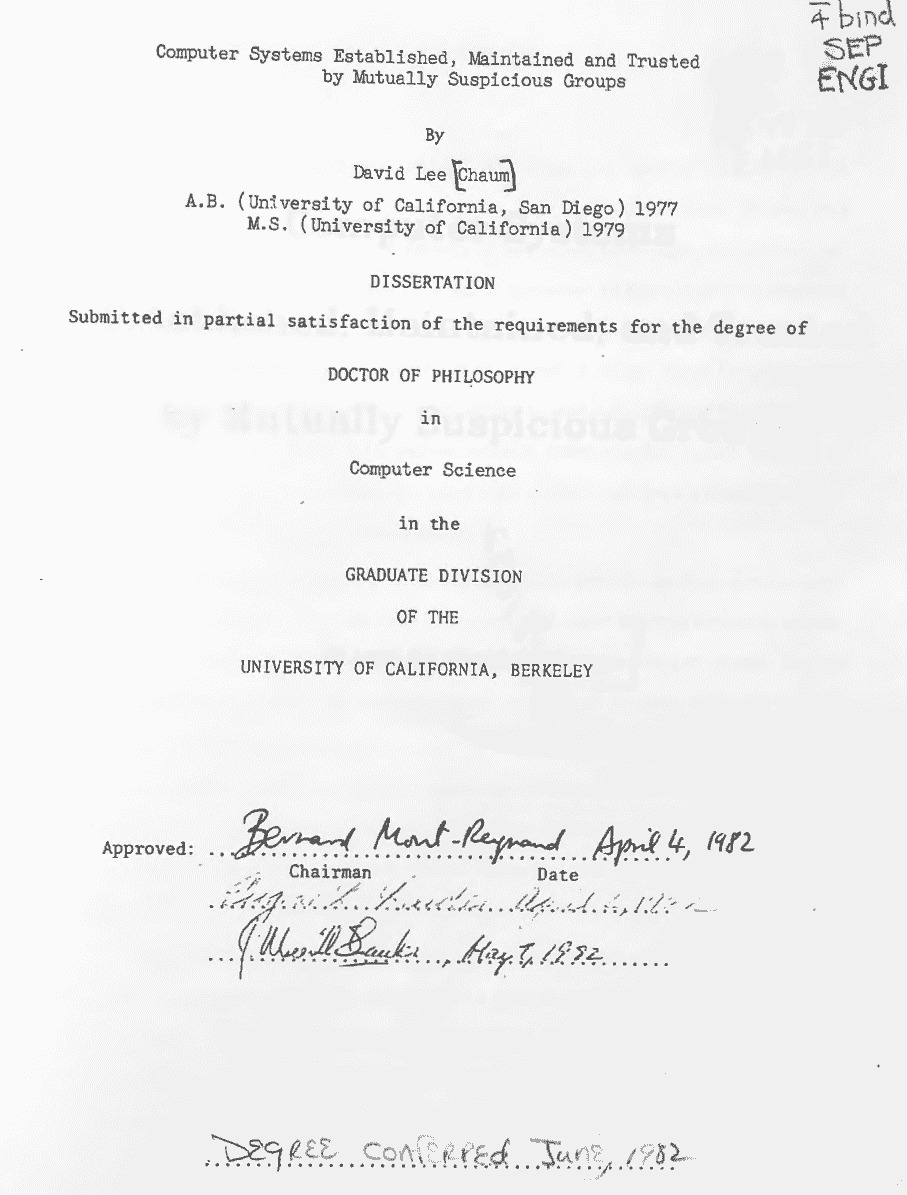 4 bind
SEP
ENGI
Computer Systems Established, Maintained and Trusted
by Mutually Suspicious Groups
By
David Lee [Chaum]
A.B. (University of California, San Diego) 1977
M.S. (University of California) 1979
DISSERTATION
Submitted in partial satisfaction of the requirements for the degree of
DOCTOR OF PHILOSOPHY
in
Computer Science
in the
GRADUATE DIVISION
OF THE
UNIVERSITY OF CALIFORNIA, BERKELEY
Approved: Bernard Mont-Reynaud April 4, 1982
Chairman Date
April
J. May 7, 1982
DEGREE CONFERRED June, 1982